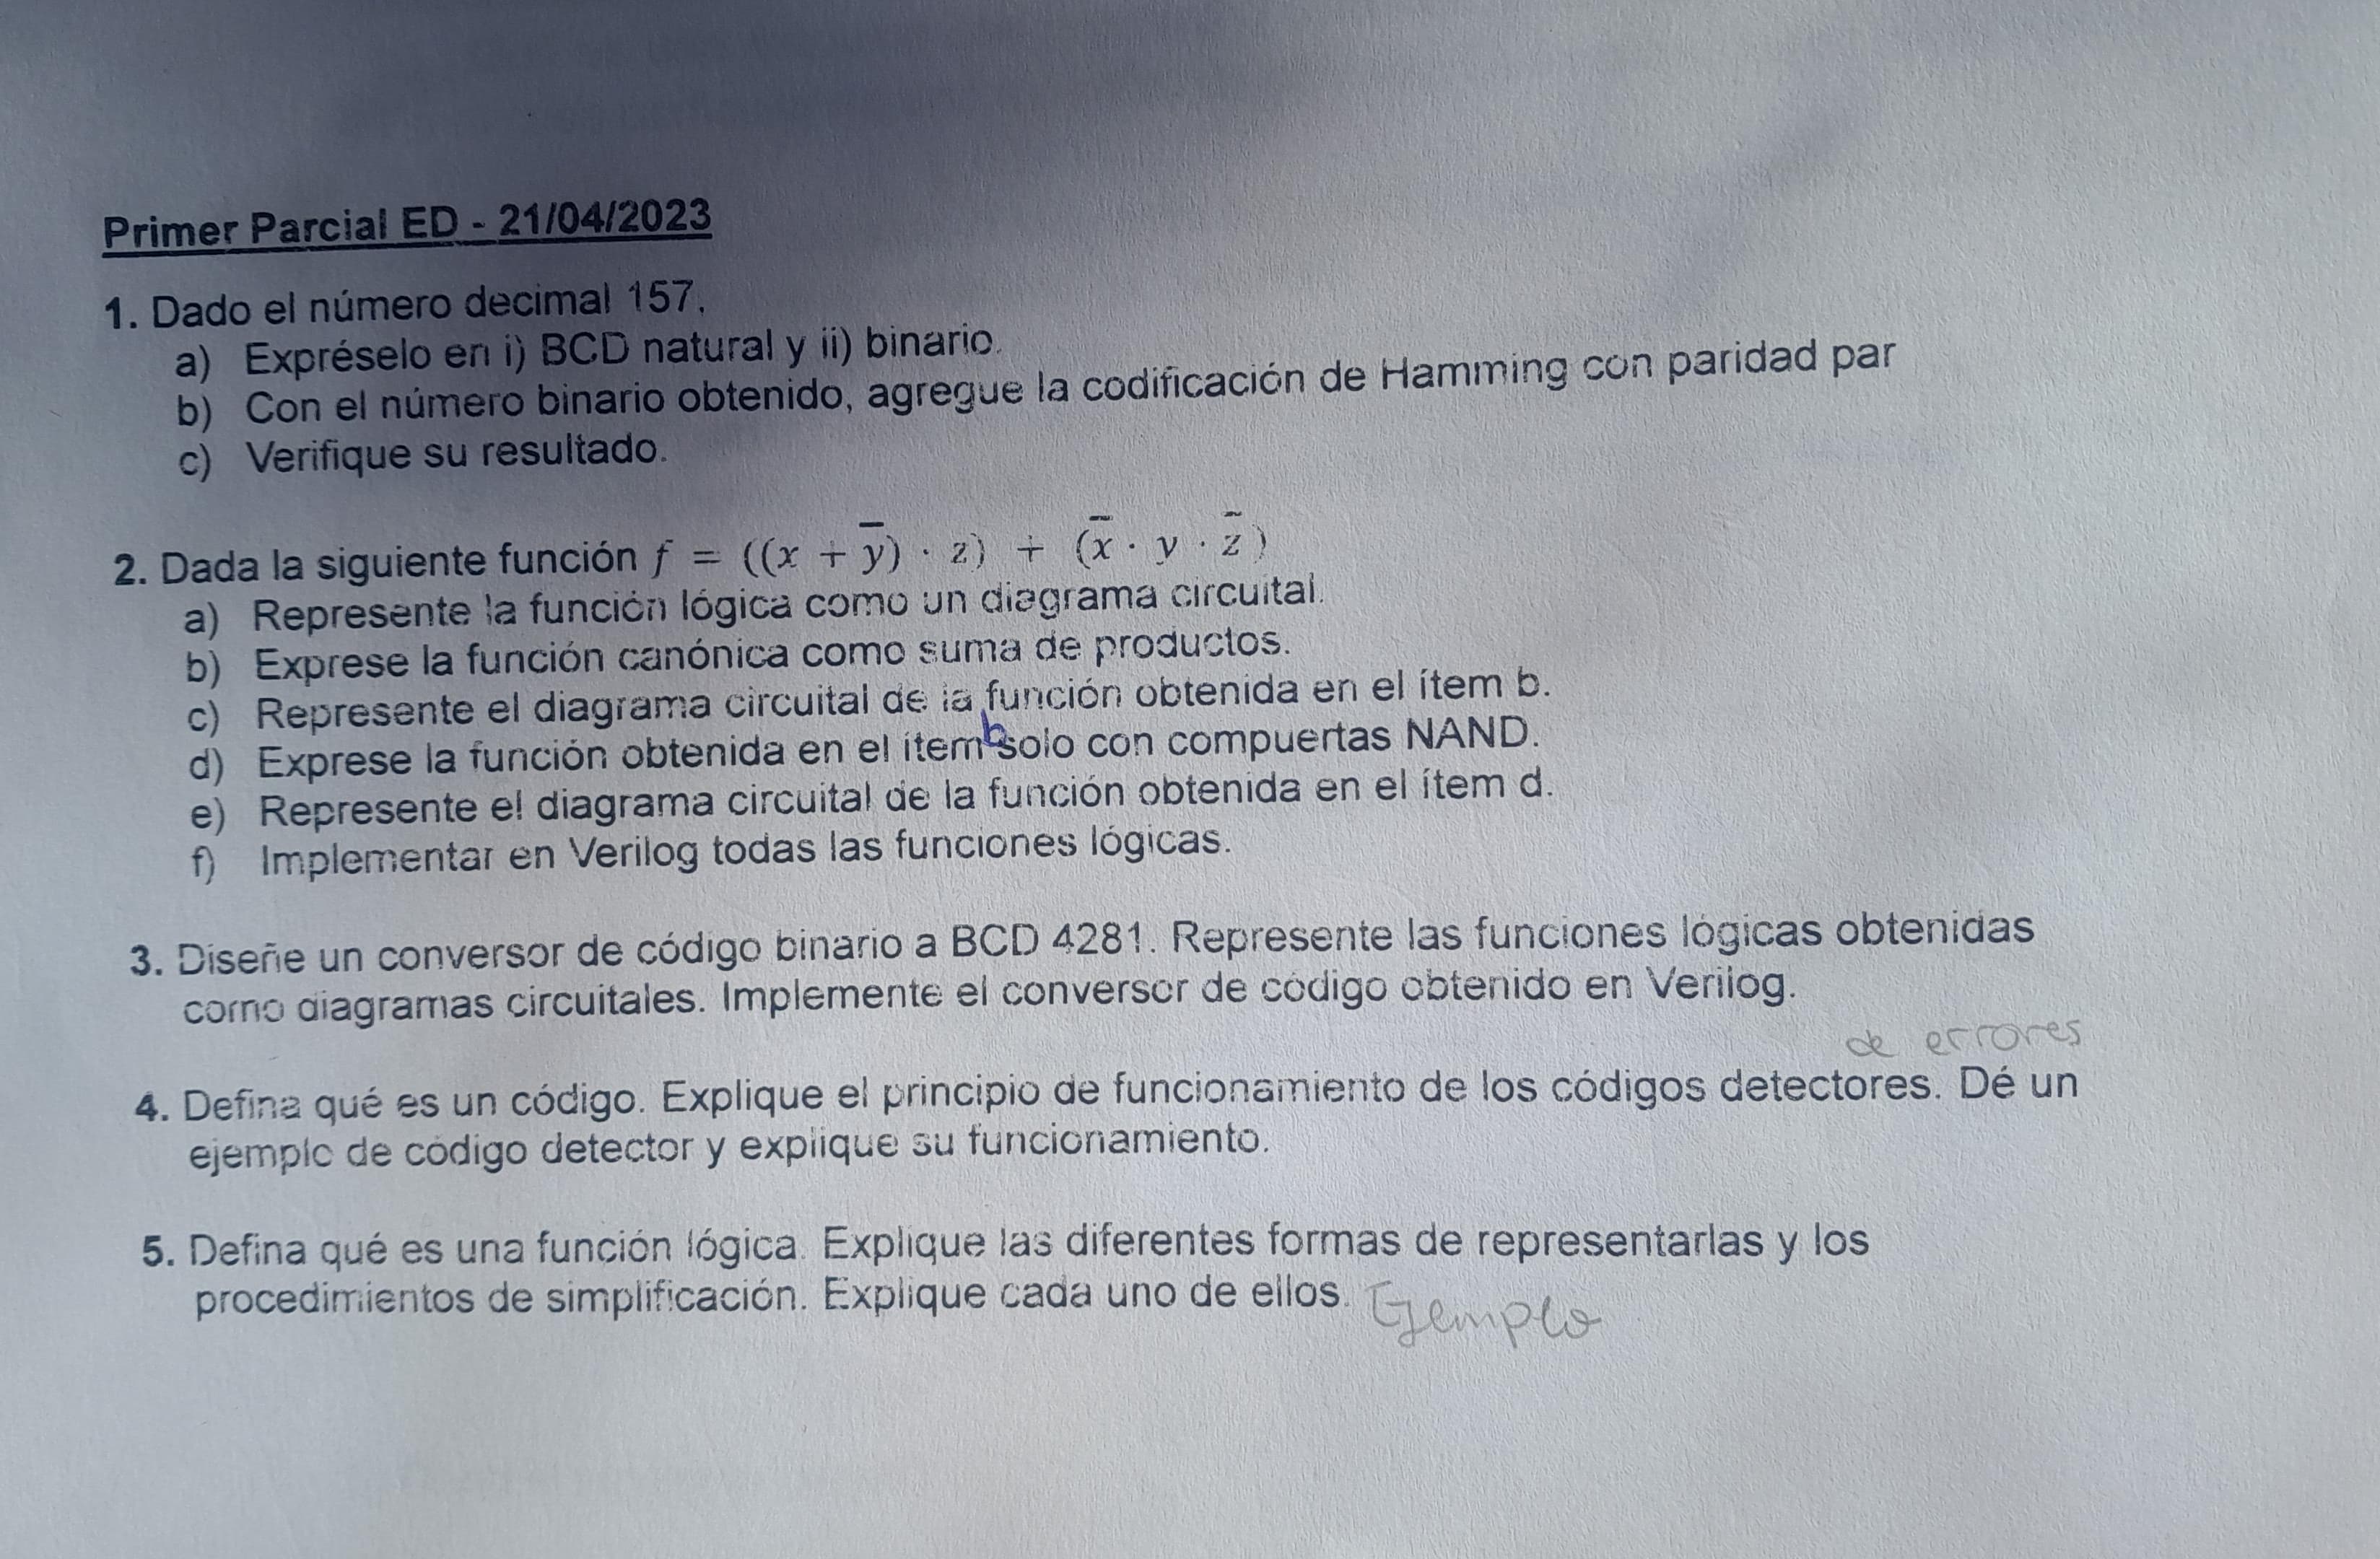 Primer Parcial ED - 21/04/2023
1. Dado el número decimal 157,
a) Expréselo en i) BCD natural y ii) binario.
b) Con el número binario obtenido, agregue la codificación de Hamming con paridad par
c) Verifique su resultado.
2. Dada la siguiente función f = ((x + y̅) · z) + (x̅ · y · z̅)
a) Represente la función lógica como un diagrama circuital.
b) Exprese la función canónica como suma de productos.
c) Represente el diagrama circuital de la función obtenida en el ítem b.
d) Exprese la función obtenida en el ítem b solo con compuertas NAND.
e) Represente el diagrama circuital de la función obtenida en el ítem d.
f) Implementar en Verilog todas las funciones lógicas.
3. Diseñe un conversor de código binario a BCD 4281. Represente las funciones lógicas obtenidas
como diagramas circuitales. Implemente el conversor de código obtenido en Verilog.
de errores
4. Defina qué es un código. Explique el principio de funcionamiento de los códigos detectores. Dé un
ejemplo de código detector y explique su funcionamiento.
5. Defina qué es una función lógica. Explique las diferentes formas de representarlas y los
procedimientos de simplificación. Explique cada uno de ellos. Ejemplo